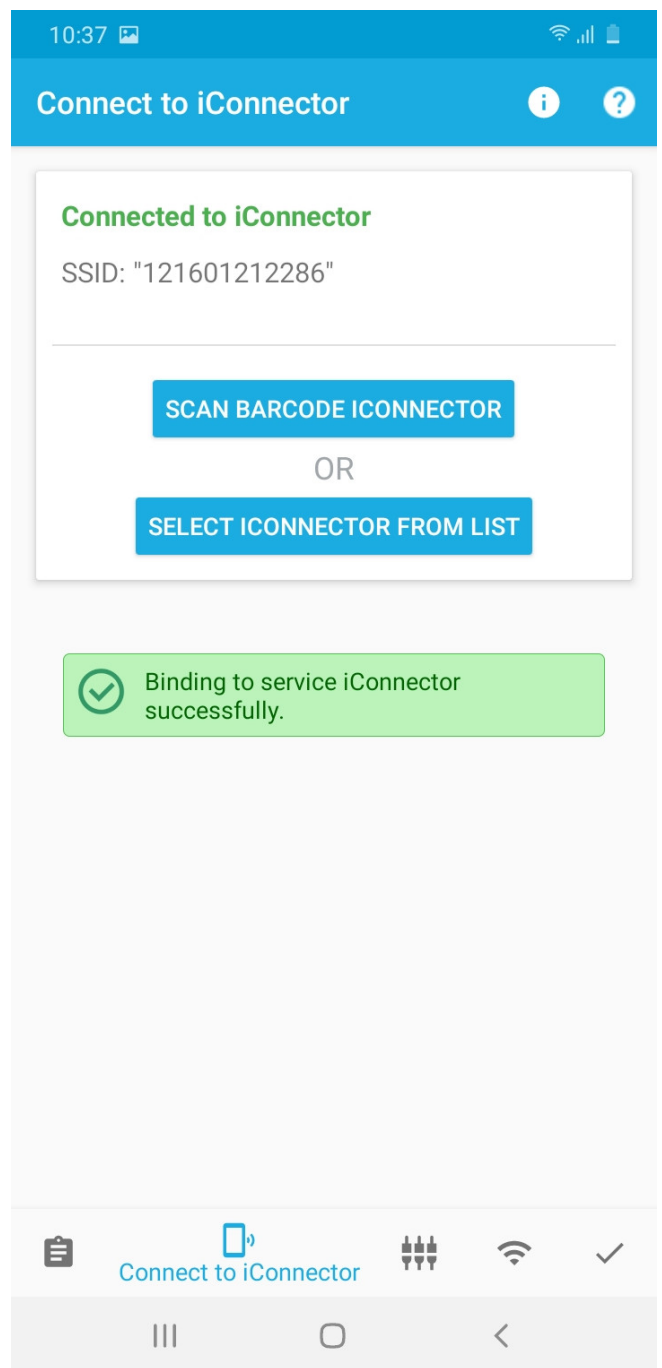 10:37
Connect to iConnector
Connected to iConnector
SSID: "121601212286"
SCAN BARCODE ICONNECTOR
OR
SELECT ICONNECTOR FROM LIST
Binding to service iConnector
successfully.
Connect to iConnector